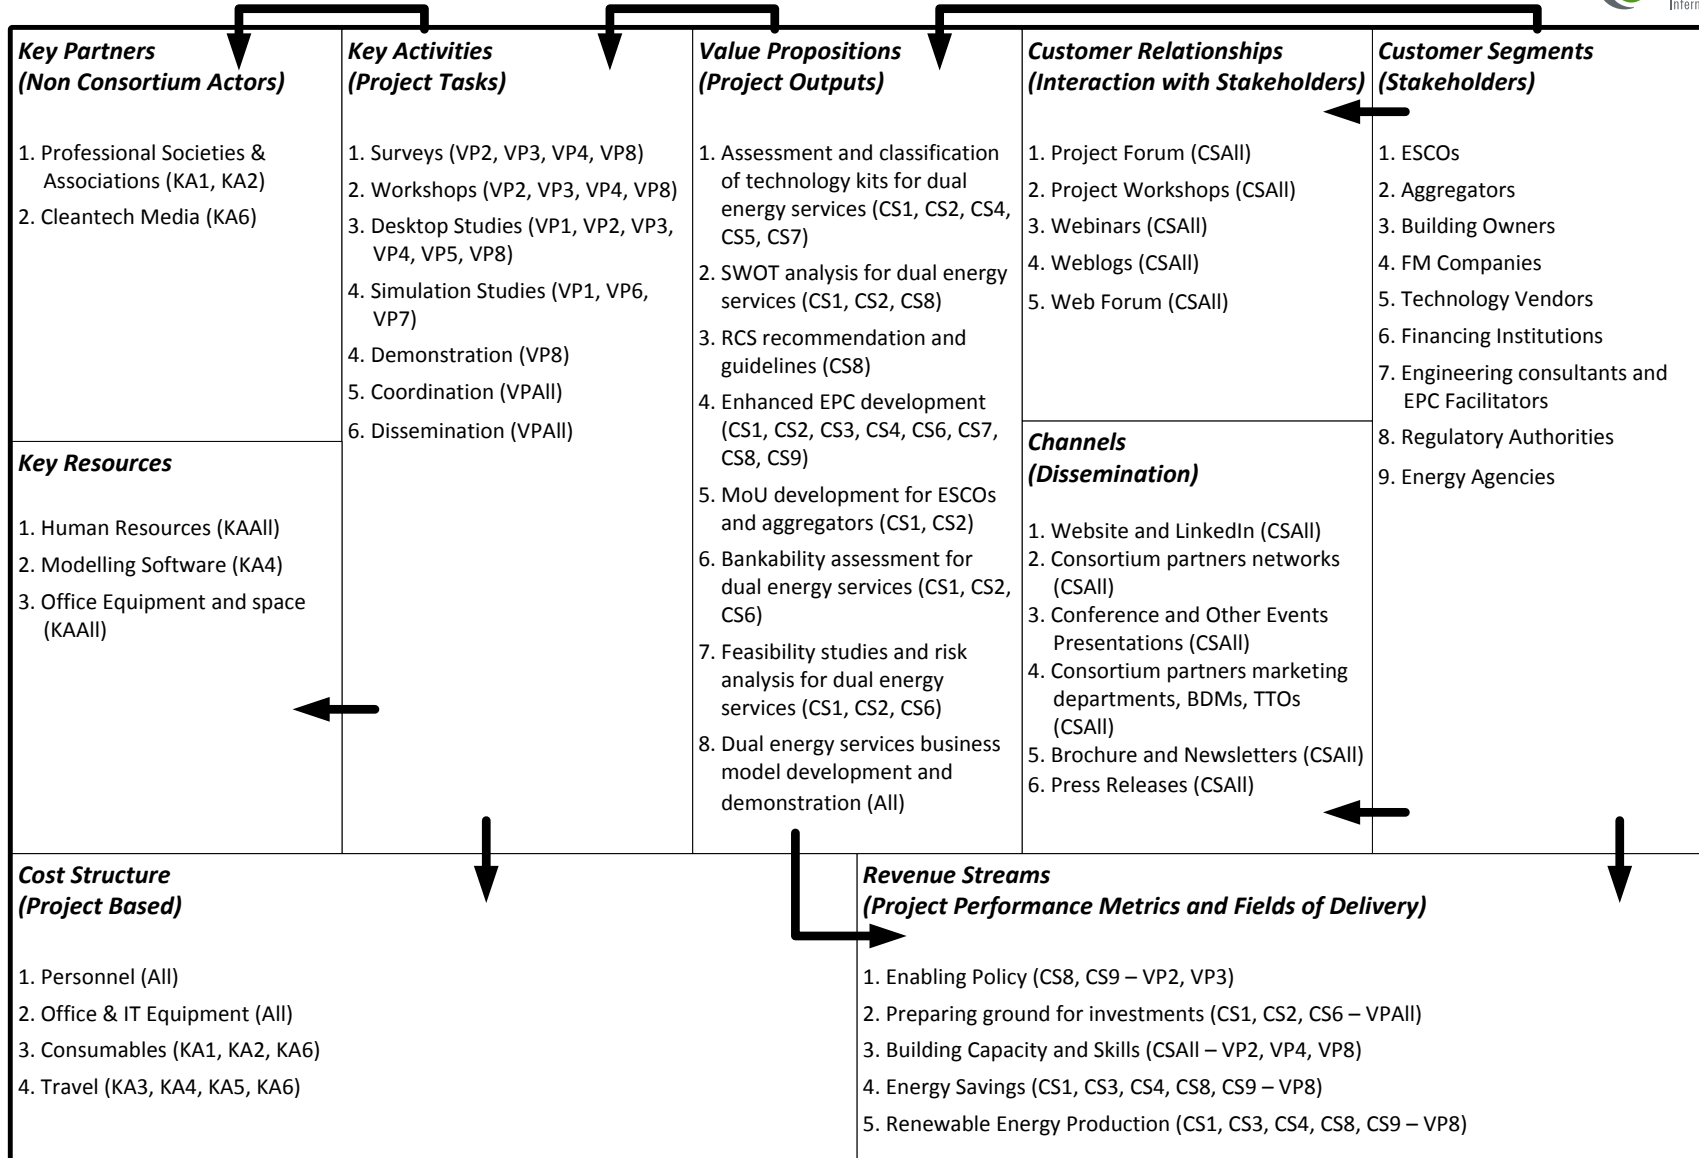 Key Partners
(Non Consortium Actors)
1. Professional Societies &
Associations (KA1, KA2)
2. Cleantech Media (KA6)
Key Resources
1. Human Resources (KAAll)
2. Modelling Software (KA4)
3. Office Equipment and space
(KAAll)
Key Activities
(Project Tasks)
1. Surveys (VP2, VP3, VP4, VP8)
2. Workshops (VP2, VP3, VP4, VP8)
3. Desktop Studies (VP1, VP2, VP3,
VP4, VP5, VP8)
4. Simulation Studies (VP1, VP6,
VP7)
4. Demonstration (VP8)
5. Coordination (VPAll)
6. Dissemination (VPAll)
Value Propositions
(Project Outputs)
1. Assessment and classification
of technology kits for dual
energy services (CS1, CS2, CS4,
CS5, CS7)
2. SWOT analysis for dual energy
services (CS1, CS2, CS8)
3. RCS recommendation and
guidelines (CS8)
4. Enhanced EPC development
(CS1, CS2, CS3, CS4, CS6, CS7,
CS8, CS9)
5. MoU development for ESCOs
and aggregators (CS1, CS2)
6. Bankability assessment for
dual energy services (CS1, CS2,
CS6)
7. Feasibility studies and risk
analysis for dual energy
services (CS1, CS2, CS6)
8. Dual energy services business
model development and
demonstration (All)
Customer Relationships
(Interaction with Stakeholders)
1. Project Forum (CSAll)
2. Project Workshops (CSAll)
3. Webinars (CSAll)
4. Weblogs (CSAll)
5. Web Forum (CSAll)
Channels
(Dissemination)
1. Website and LinkedIn (CSAll)
2. Consortium partners networks
(CSAll)
3. Conference and Other Events
Presentations (CSAll)
4. Consortium partners marketing
departments, BDMs, TTOs
(CSAll)
5. Brochure and Newsletters (CSAll)
6. Press Releases (CSAll)
Customer Segments
(Stakeholders)
1. ESCOs
2. Aggregators
3. Building Owners
4. FM Companies
5. Technology Vendors
6. Financing Institutions
7. Engineering consultants and
EPC Facilitators
8. Regulatory Authorities
9. Energy Agencies
Cost Structure
(Project Based)
1. Personnel (All)
2. Office & IT Equipment (All)
3. Consumables (KA1, KA2, KA6)
4. Travel (KA3, KA4, KA5, KA6)
Revenue Streams
(Project Performance Metrics and Fields of Delivery)
1. Enabling Policy (CS8, CS9 – VP2, VP3)
2. Preparing ground for investments (CS1, CS2, CS6 – VPAll)
3. Building Capacity and Skills (CSAll – VP2, VP4, VP8)
4. Energy Savings (CS1, CS3, CS4, CS8, CS9 – VP8)
5. Renewable Energy Production (CS1, CS3, CS4, CS8, CS9 – VP8)